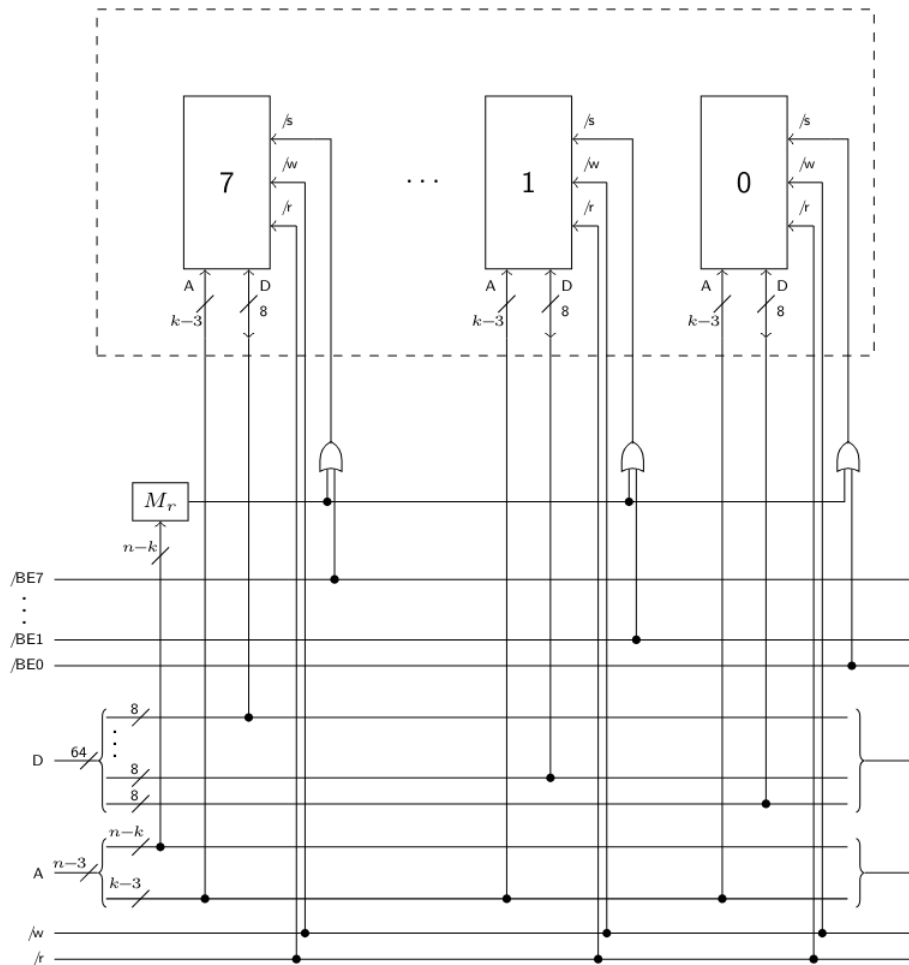 /s /s /s
/w /w /w
7 ... 1 0
/r /r /r
A D A D A D
k−3 8 k−3 8 k−3 8
M_r
n−k
/BE7
/BE1
/BE0
8
64
D
8
8
n−k
n−3
A
k−3
/w
/r